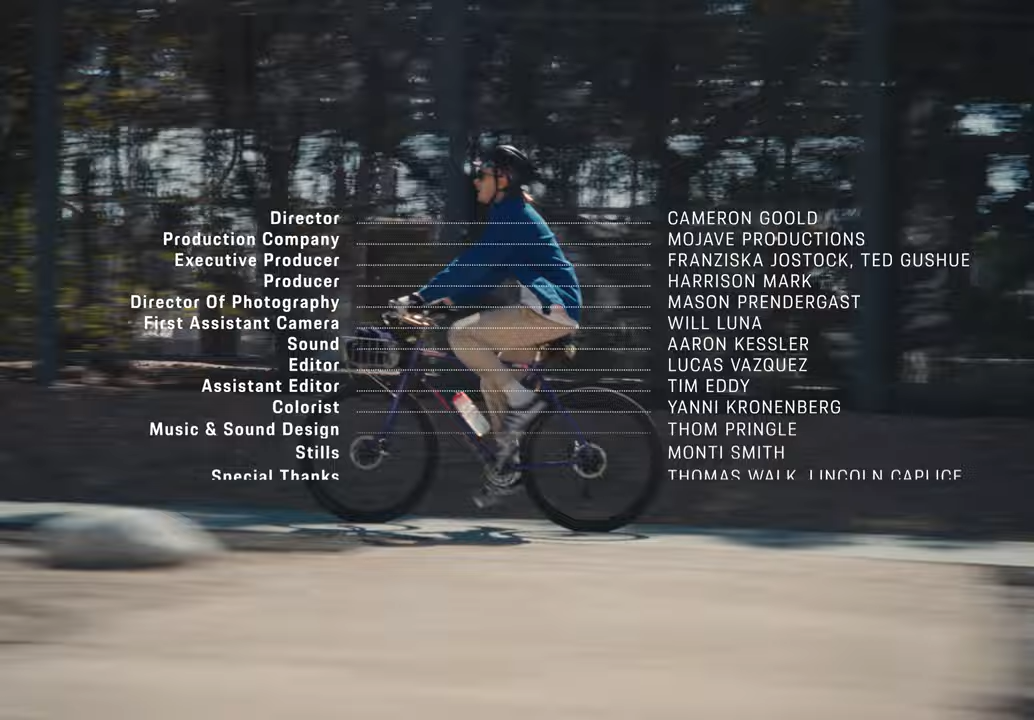 Director CAMERON GOOLD
Production Company MOJAVE PRODUCTIONS
Executive Producer FRANZISKA JOSTOCK, TED GUSHUE
Producer HARRISON MARK
Director Of Photography MASON PRENDERGAST
First Assistant Camera WILL LUNA
Sound AARON KESSLER
Editor LUCAS VAZQUEZ
Assistant Editor TIM EDDY
Colorist YANNI KRONENBERG
Music & Sound Design THOM PRINGLE
Stills MONTI SMITH
Special Thanks THOMAS WALK, LINCOLN CAPLICE